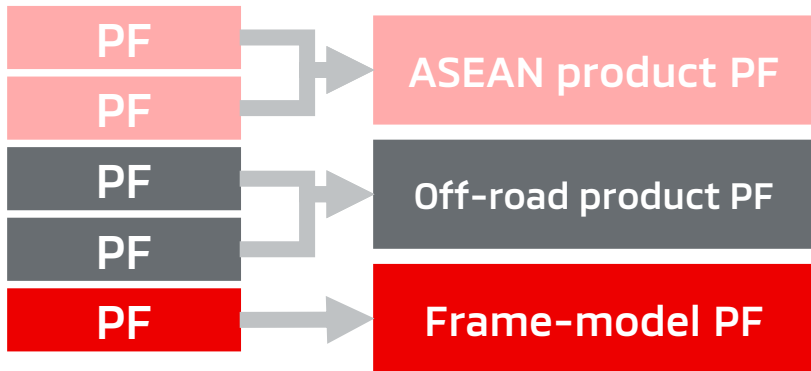 PF
PF
PF
PF
PF
ASEAN product PF
Off-road product PF
Frame-model PF